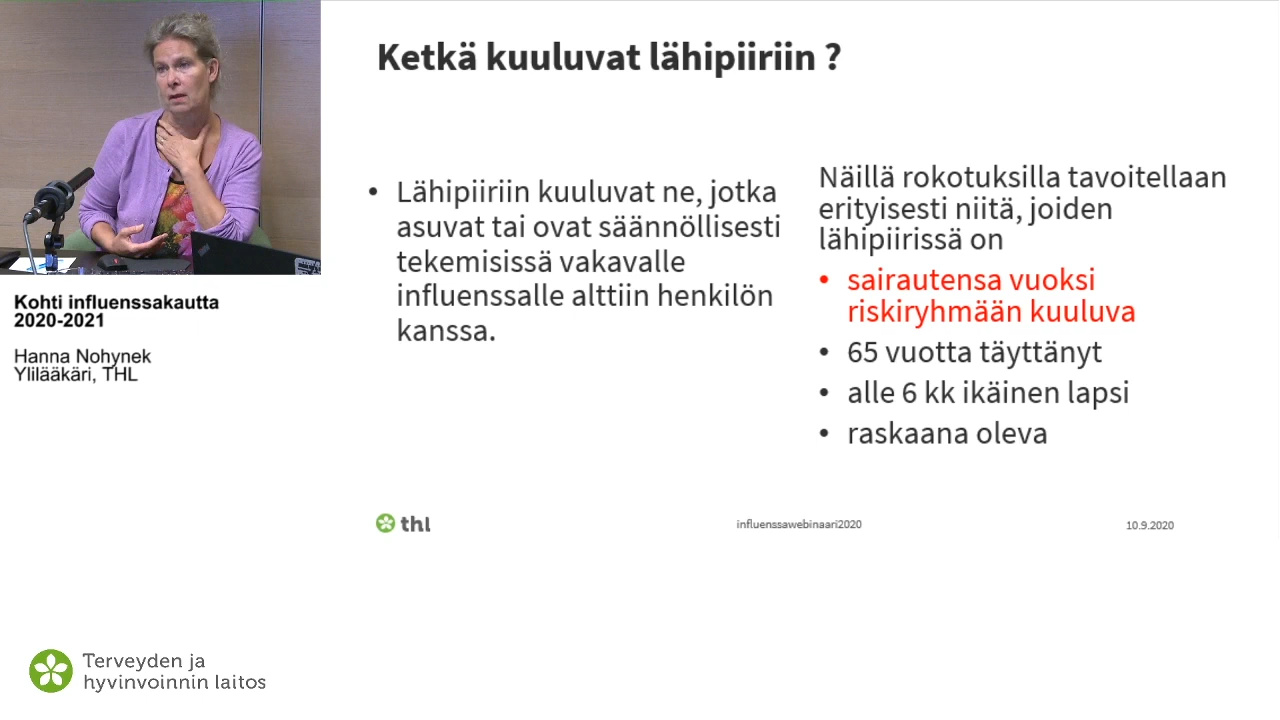 Ketkä kuuluvat lähipiiriin ?
• Lähipiiriin kuuluvat ne, jotka
asuvat tai ovat säännöllisesti
tekemisissä vakavalle
influenssalle alttiin henkilön
kanssa.
Näillä rokotuksilla tavoitellaan
erityisesti niitä, joiden
lähipiirissä on
• sairautensa vuoksi
riskiryhmään kuuluva
• 65 vuotta täyttänyt
• alle 6 kk ikäinen lapsi
• raskaana oleva
thl
influenssawebinaari2020
10.9.2020
Kohti influenssakautta
2020-2021
Hanna Nohynek
Ylilääkäri, THL
Terveyden ja
hyvinvoinnin laitos